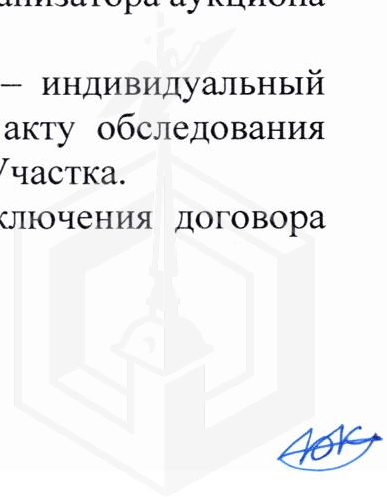 анизатора аукциона
– индивидуальный
акту обследования
Участка.
ключения договора